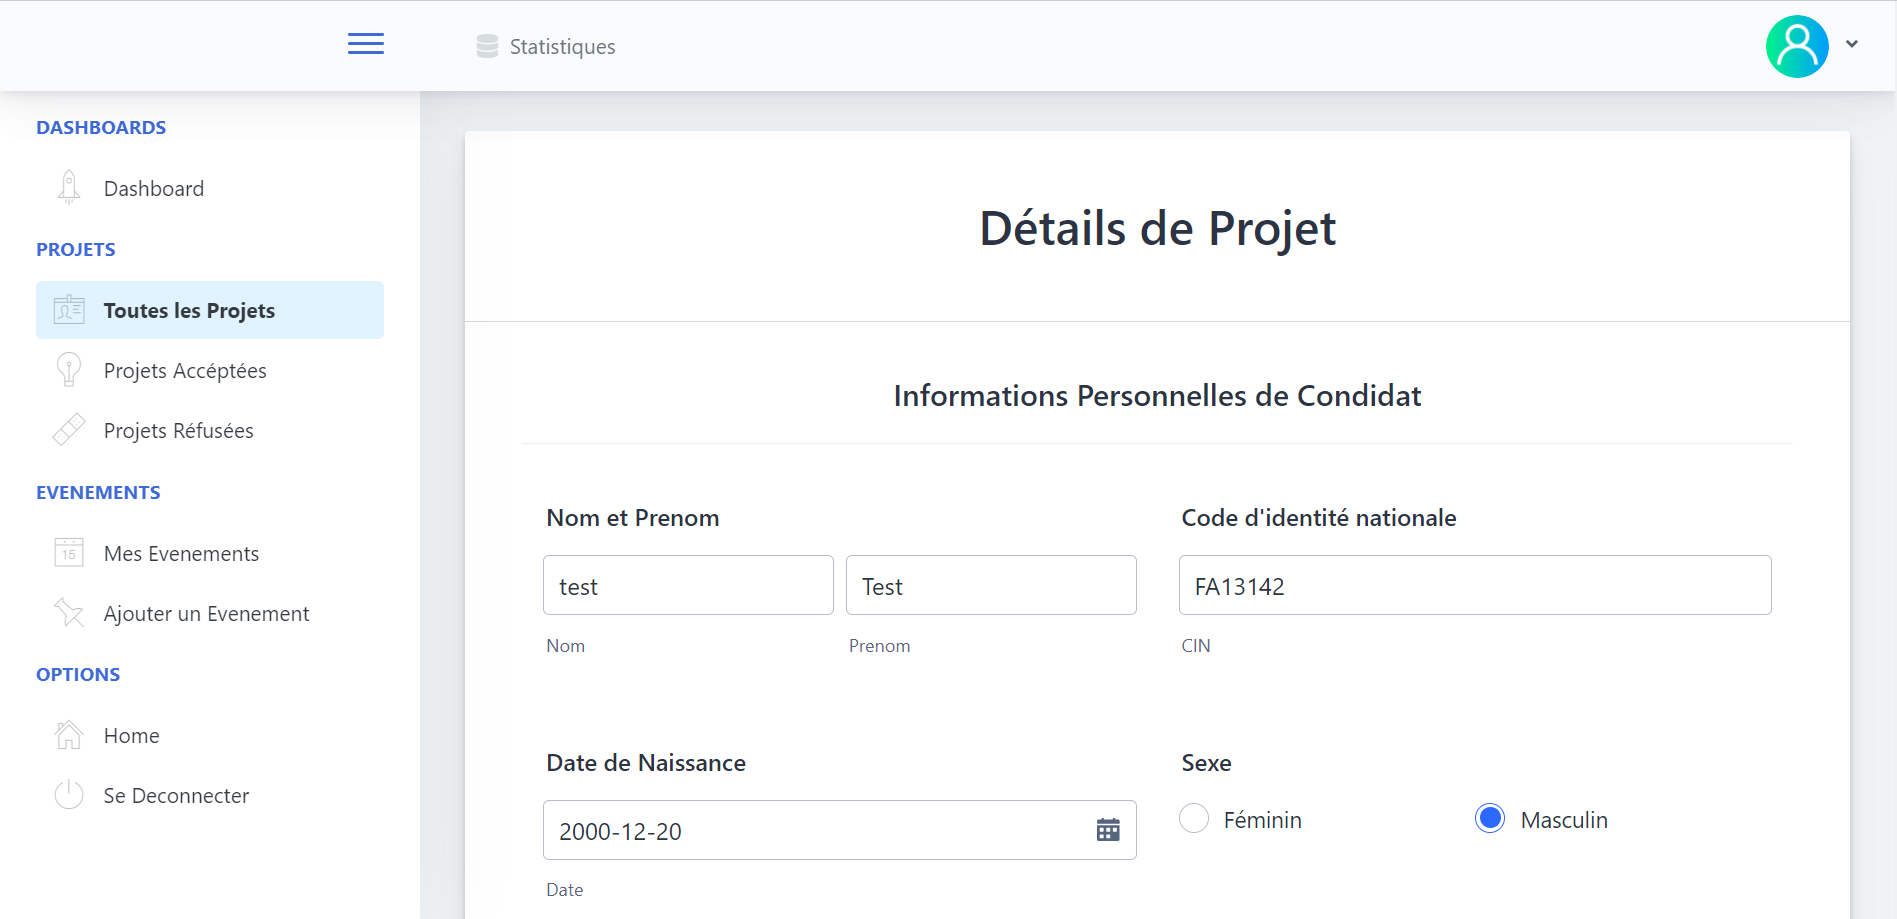 Statistiques
DASHBOARDS
Dashboard
PROJETS
Toutes les Projets
Projets Accéptées
Projets Réfusées
EVENEMENTS
15
Mes Evenements
Ajouter un Evenement
OPTIONS
Home
Se Deconnecter
Détails de Projet
Informations Personnelles de Condidat
Nom et Prenom
test
Test
Nom
Prenom
Code d'identité nationale
FA13142
CIN
Date de Naissance
2000-12-20
Date
Sexe
Féminin
Masculin